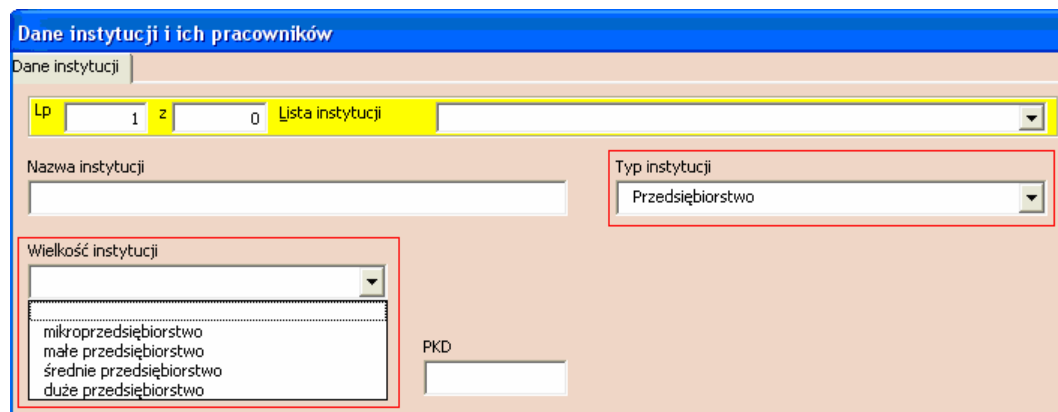 Dane instytucji i ich pracowników
Dane instytucji
Lp 1 z 0 Lista instytucji
Nazwa instytucji
Typ instytucji
Przedsiębiorstwo
Wielkość instytucji
mikroprzedsiębiorstwo
małe przedsiębiorstwo
średnie przedsiębiorstwo
duże przedsiębiorstwo
PKD